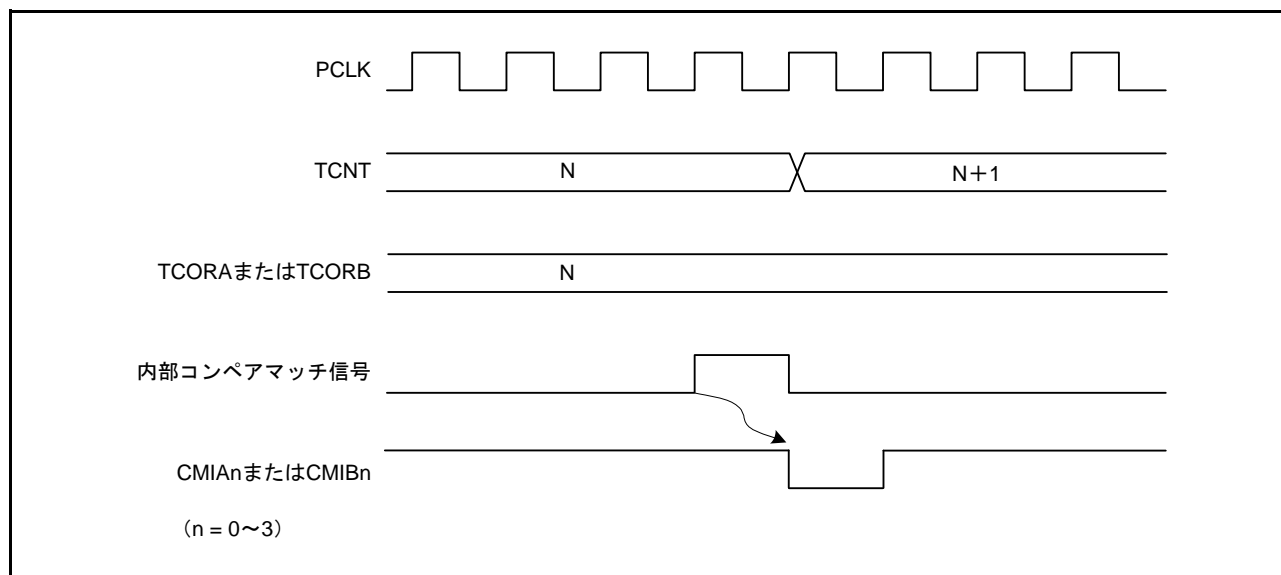 PCLK
TCNT
N
N+1
TCORAまたはTCORB
N
内部コンペアマッチ信号
CMIAnまたはCMIBn
(n = 0~3)